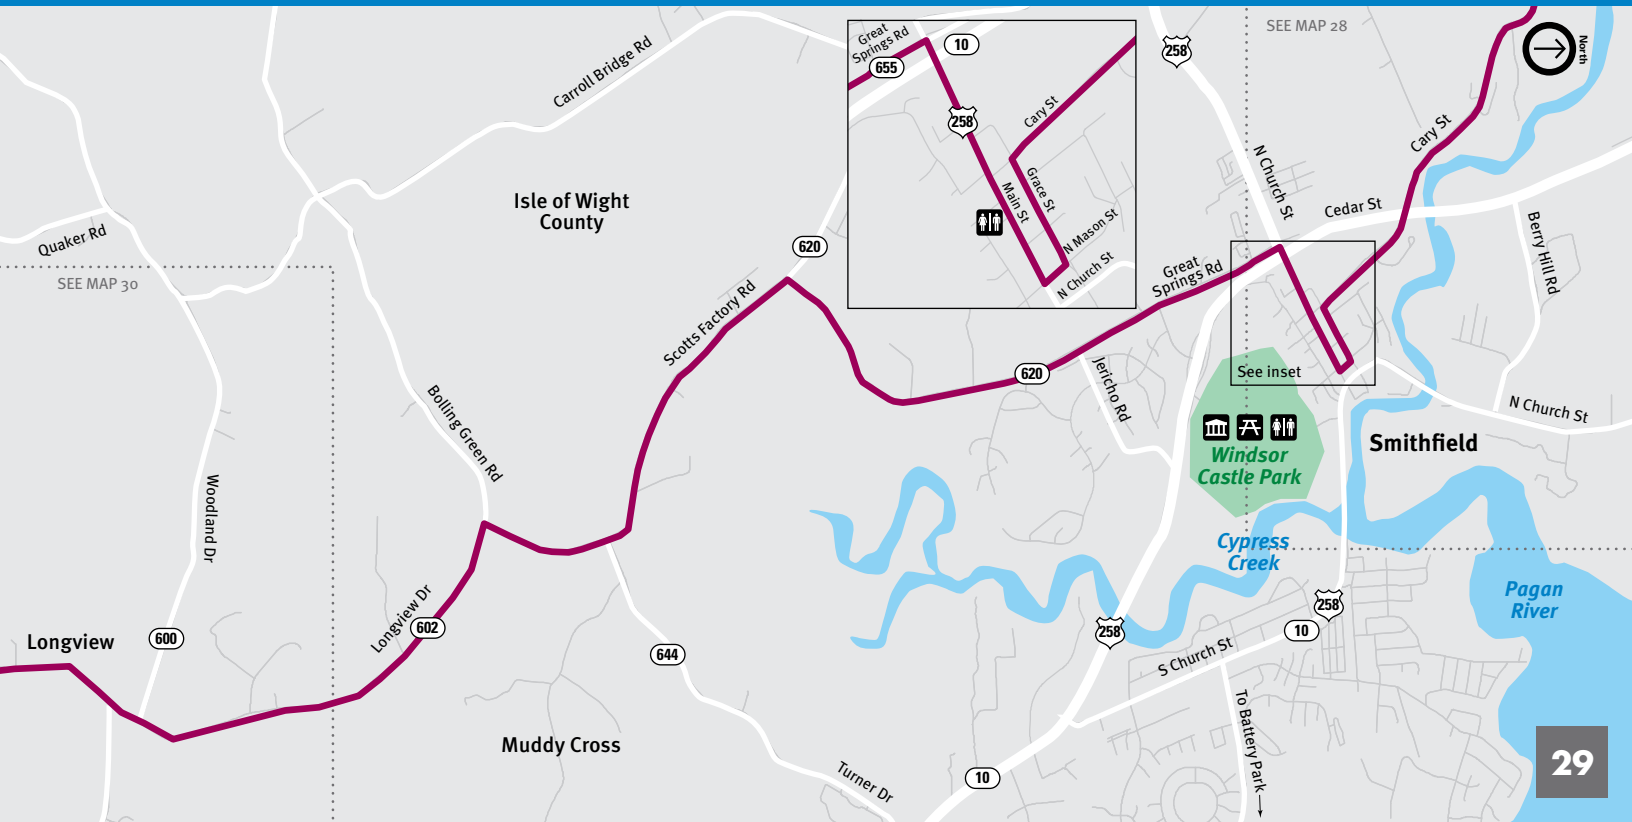 SEE MAP 28
North
Carroll Bridge Rd
Great
Springs Rd
10
655
258
Cary St
Main St
Grace St
N Mason St
N Church St
258
N Church St
Cary St
Cedar St
Berry Hill Rd
Isle of Wight
County
Quaker Rd
SEE MAP 30
620
Great
Springs Rd
Scotts Factory Rd
620
Jericho Rd
See inset
N Church St
Smithfield
Windsor
Castle Park
Bolling Green Rd
Woodland Dr
Cypress
Creek
Pagan
River
Longview
600
Longview Dr
602
644
258
258
10
S Church St
To Battery Park
Muddy Cross
Turner Dr
10
29